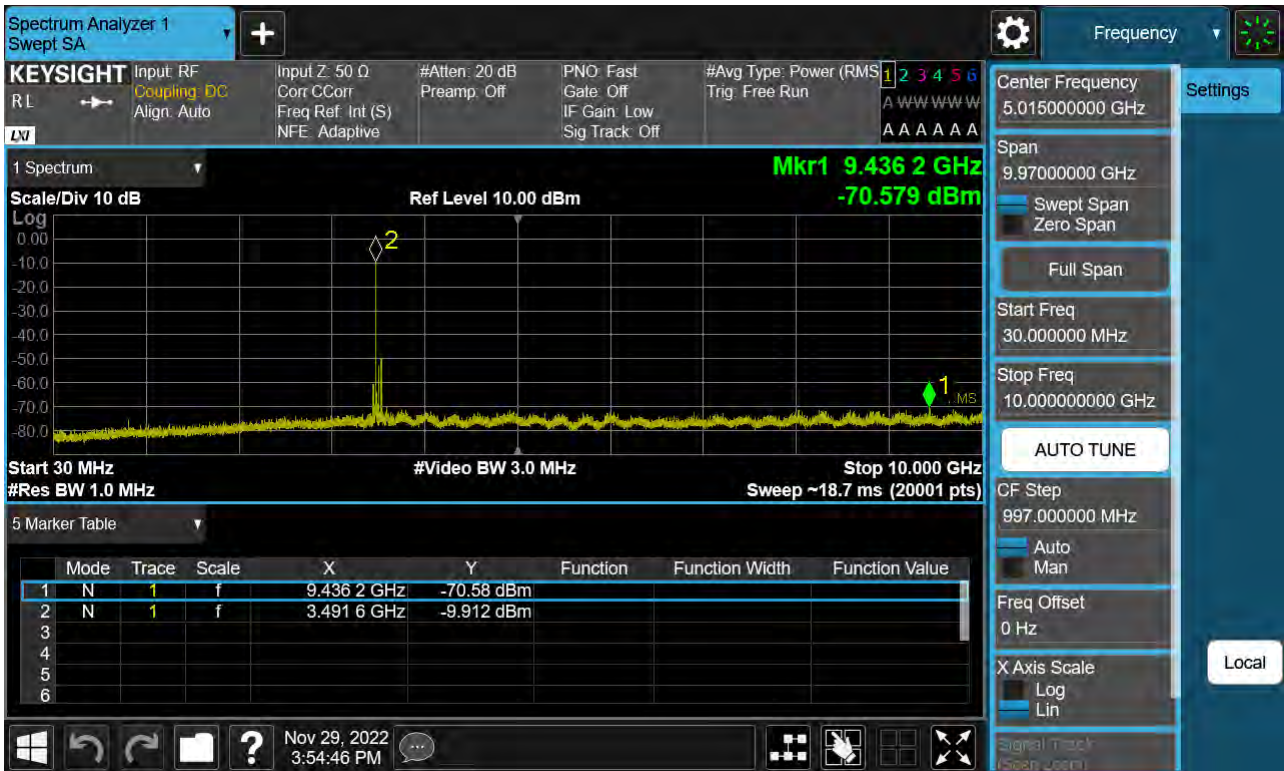 Spectrum Analyzer 1
Swept SA
+
Frequency
KEYSIGHT
RL
LXI
Input: RF
Coupling: DC
Align: Auto
Input Z: 50 Ω
Corr CCorr
Freq Ref: Int (S)
NFE: Adaptive
#Atten: 20 dB
Preamp: Off
PNO: Fast
Gate: Off
IF Gain: Low
Sig Track: Off
#Avg Type: Power (RMS
Trig: Free Run
1 2 3 4 5 6
A W W W W W
A A A A A A
1 Spectrum
Scale/Div 10 dB
Ref Level 10.00 dBm
Mkr1 9.436 2 GHz
-70.579 dBm
Log
0.00
-10.0
-20.0
-30.0
-40.0
-50.0
-60.0
-70.0
-80.0
2
1
Start 30 MHz
#Res BW 1.0 MHz
#Video BW 3.0 MHz
Stop 10.000 GHz
Sweep ~18.7 ms (20001 pts)
5 Marker Table
Mode Trace Scale X Y Function Function Width Function Value
1 N 1 f 9.436 2 GHz -70.58 dBm
2 N 1 f 3.491 6 GHz -9.912 dBm
3
4
5
6
Nov 29, 2022
3:54:46 PM
Center Frequency
5.015000000 GHz
Span
9.97000000 GHz
Swept Span
Zero Span
Full Span
Start Freq
30.000000 MHz
Stop Freq
10.000000000 GHz
AUTO TUNE
CF Step
997.000000 MHz
Auto
Man
Freq Offset
0 Hz
X Axis Scale
Log
Lin
Signal Track
(Span Zoom)
Settings
Local